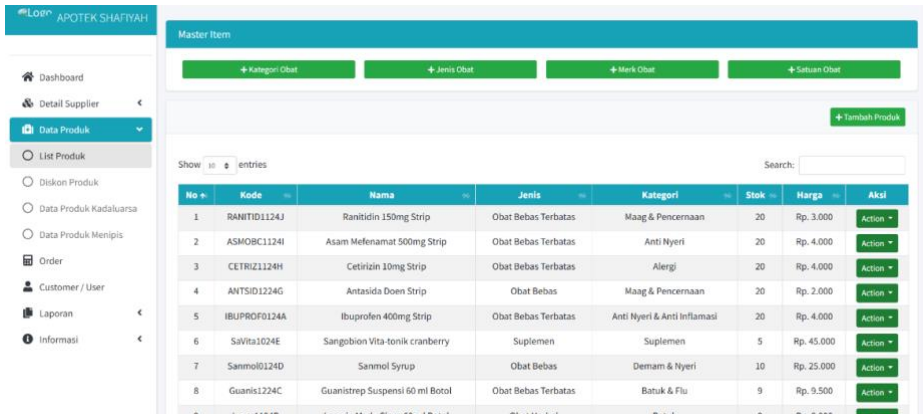 Logo APOTEK SHAFIYAH
Dashboard
Detail Supplier
Data Produk
List Produk
Diskon Produk
Data Produk Kadaluarsa
Data Produk Menipis
Order
Customer / User
Laporan
Informasi
Master Item
+ Kategori Obat + Jenis Obat + Merk Obat + Satuan Obat
+ Tambah Produk
Show 10 entries Search:
No Kode Nama Jenis Kategori Stok Harga Aksi
1 RANITID1124J Ranitidin 150mg Strip Obat Bebas Terbatas Maag & Pencernaan 20 Rp. 3.000 Action
2 ASMOBC1124I Asam Mefenamat 500mg Strip Obat Bebas Terbatas Anti Nyeri 20 Rp. 4.000 Action
3 CETRIZ1124H Cetirizin 10mg Strip Obat Bebas Terbatas Alergi 20 Rp. 4.000 Action
4 ANTSID1224G Antasida Doen Strip Obat Bebas Maag & Pencernaan 20 Rp. 2.000 Action
5 IBUPROF0124A Ibuprofen 400mg Strip Obat Bebas Terbatas Anti Nyeri & Anti Inflamasi 20 Rp. 4.000 Action
6 SaVita1024E Sangobion Vita-tonik cranberry Suplemen Suplemen 5 Rp. 45.000 Action
7 Sanmol0124D Sanmol Syrup Obat Bebas Demam & Nyeri 10 Rp. 25.000 Action
8 Guanis1224C Guanistrep Suspensi 60 ml Botol Obat Bebas Terbatas Batuk & Flu 9 Rp. 9.500 Action